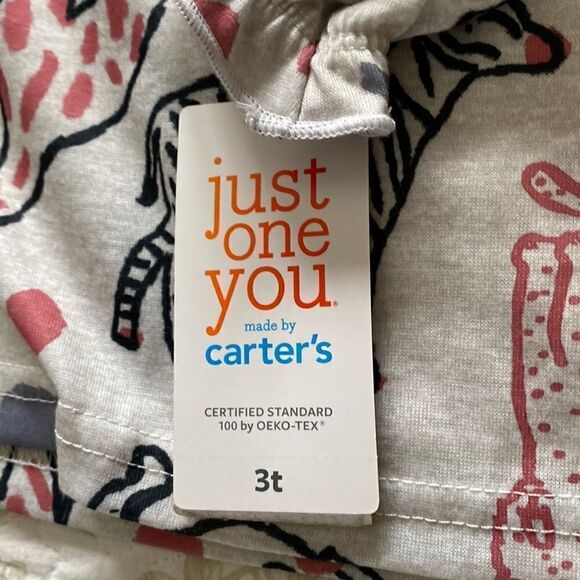 just
one
you®
made by
carter's
CERTIFIED STANDARD
100 by OEKO-TEX®
3t